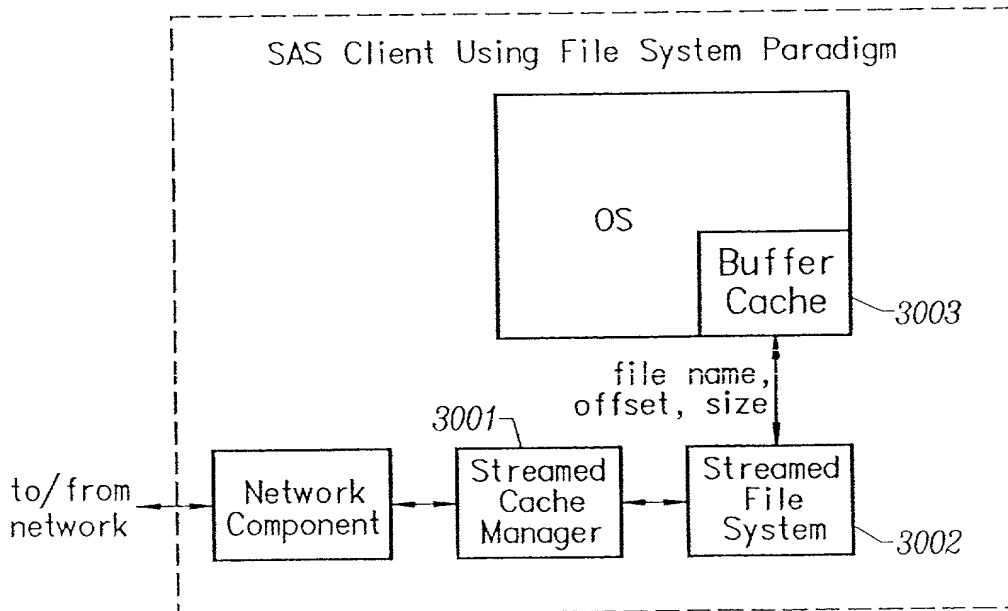 SAS Client Using File System Paradigm
OS
Buffer
Cache
3003
file name,
offset, size
3001
to/from
network
Network
Component
Streamed
Cache
Manager
Streamed
File
System
3002